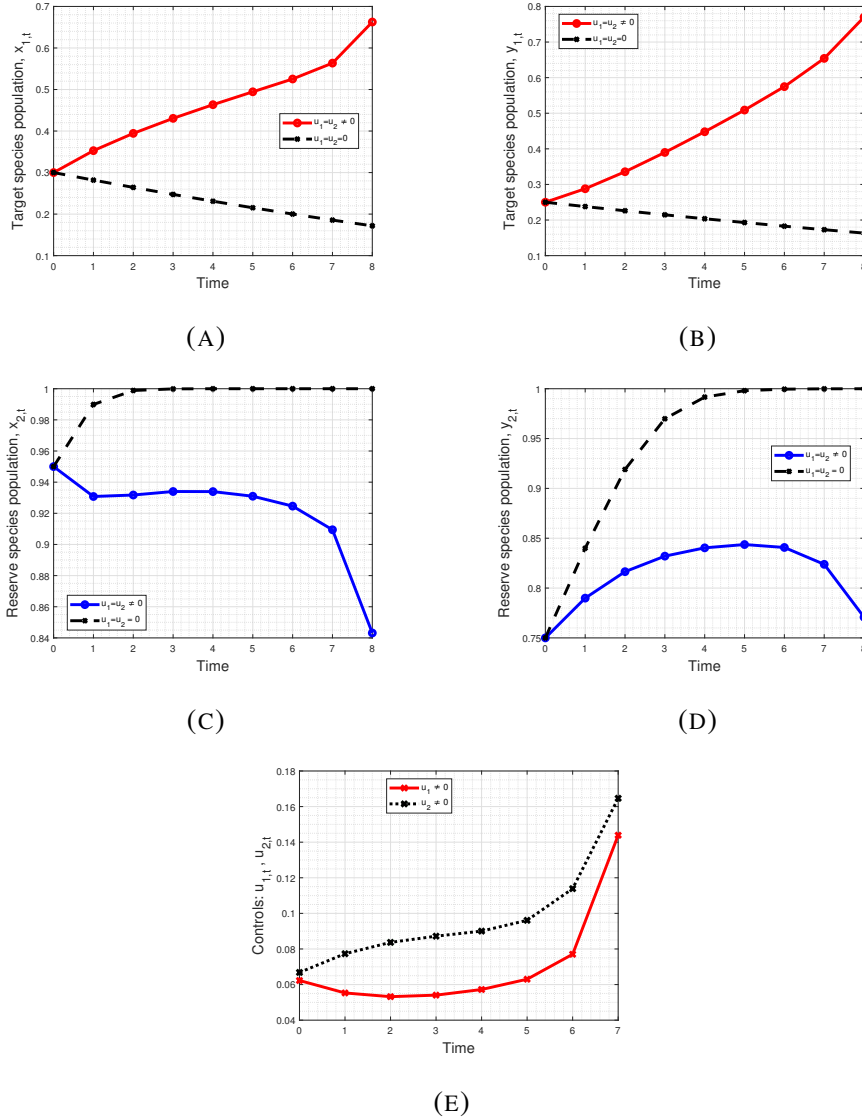 Target species population, x1,t
0.7
0.6
0.5
0.4
0.3
0.2
0.1
u1=u2 ≠ 0
u1=u2=0
0 1 2 3 4 5 6 7 8
Time
(A)
Target species population, y1,t
0.8
0.7
0.6
0.5
0.4
0.3
0.2
0.1
u1=u2 ≠ 0
u1=u2=0
0 1 2 3 4 5 6 7 8
Time
(B)
Reserve species population, x2,t
1
0.98
0.96
0.94
0.92
0.9
0.88
0.86
0.84
u1=u2 ≠ 0
u1=u2 = 0
0 1 2 3 4 5 6 7 8
Time
(C)
Reserve species population, y2,t
1
0.95
0.9
0.85
0.8
0.75
u1=u2 ≠ 0
u1=u2 = 0
0 1 2 3 4 5 6 7 8
Time
(D)
Controls: u1,t , u2,t
0.18
0.16
0.14
0.12
0.1
0.08
0.06
0.04
u1 ≠ 0
u2 ≠ 0
0 1 2 3 4 5 6 7
Time
(E)